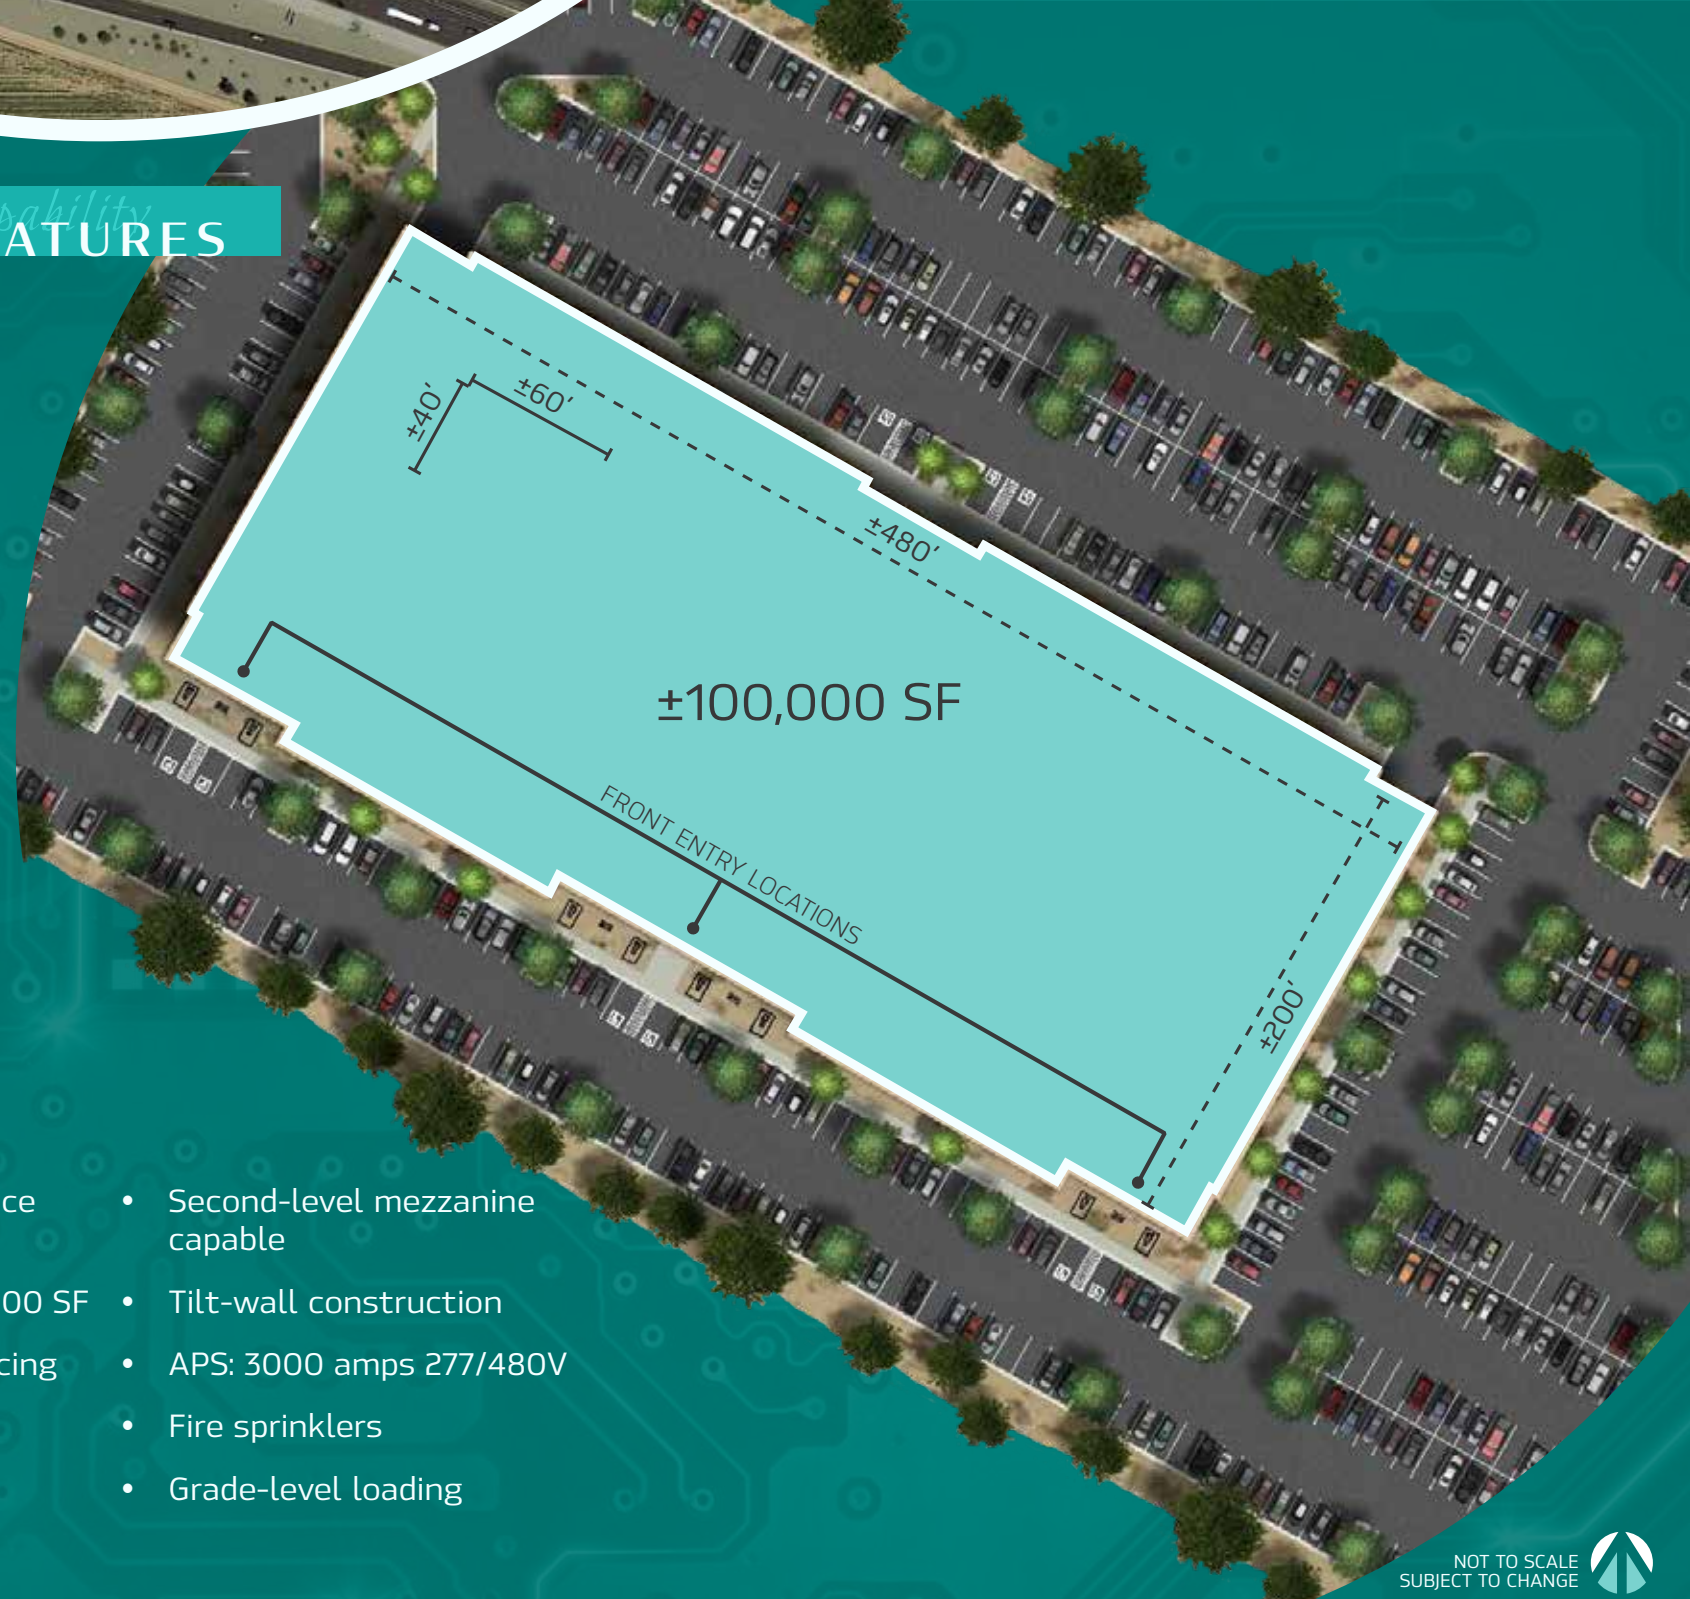 pability
ATURES
±40’
±60’
±480’
±100,000 SF
FRONT ENTRY LOCATIONS
±200’
ce
00 SF
cing
• Second-level mezzanine
capable
• Tilt-wall construction
• APS: 3000 amps 277/480V
• Fire sprinklers
• Grade-level loading
NOT TO SCALE
SUBJECT TO CHANGE